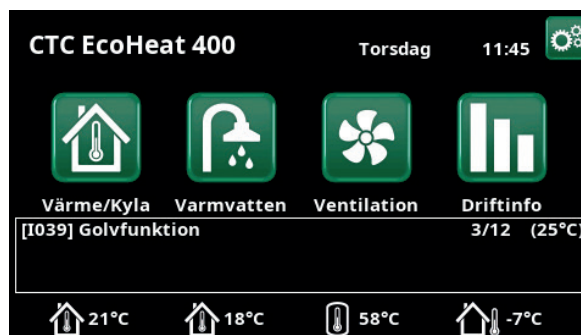 CTC EcoHeat 400 Torsdag 11:45
Värme/Kyla Varmvatten Ventilation Driftinfo
[I039] Golvfunktion 3/12 (25°C)
21°C 18°C 58°C -7°C